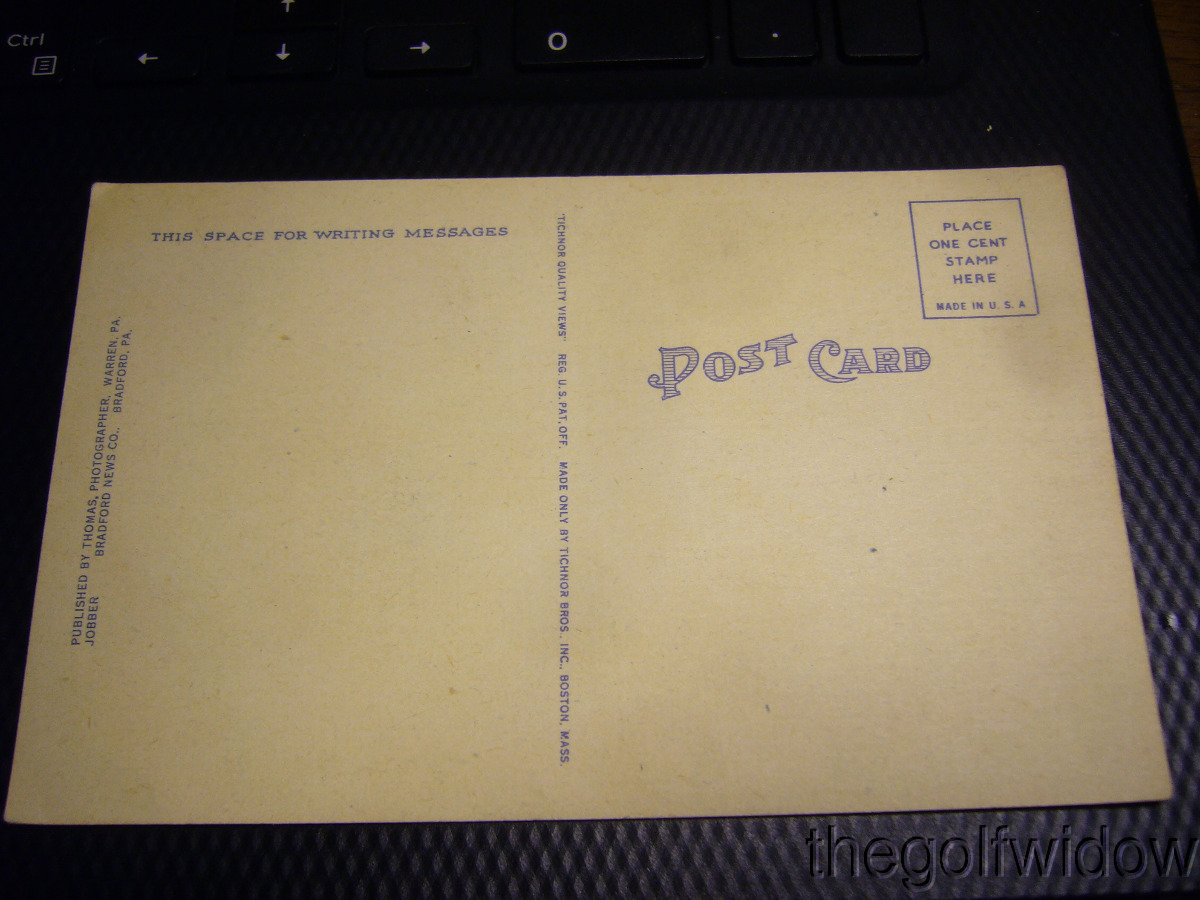 Ctrl
↑
← ↓ → 0 .
THIS SPACE FOR WRITING MESSAGES
PUBLISHED BY THOMAS, PHOTOGRAPHER, WARREN, PA.
JOBBER BRADFORD NEWS CO., BRADFORD, PA.
"TICHNOR QUALITY VIEWS" REG. U. S. PAT. OFF. MADE ONLY BY TICHNOR BROS., INC., BOSTON, MASS.
PLACE
ONE CENT
STAMP
HERE
MADE IN U. S. A
POST CARD
thegolfwidow